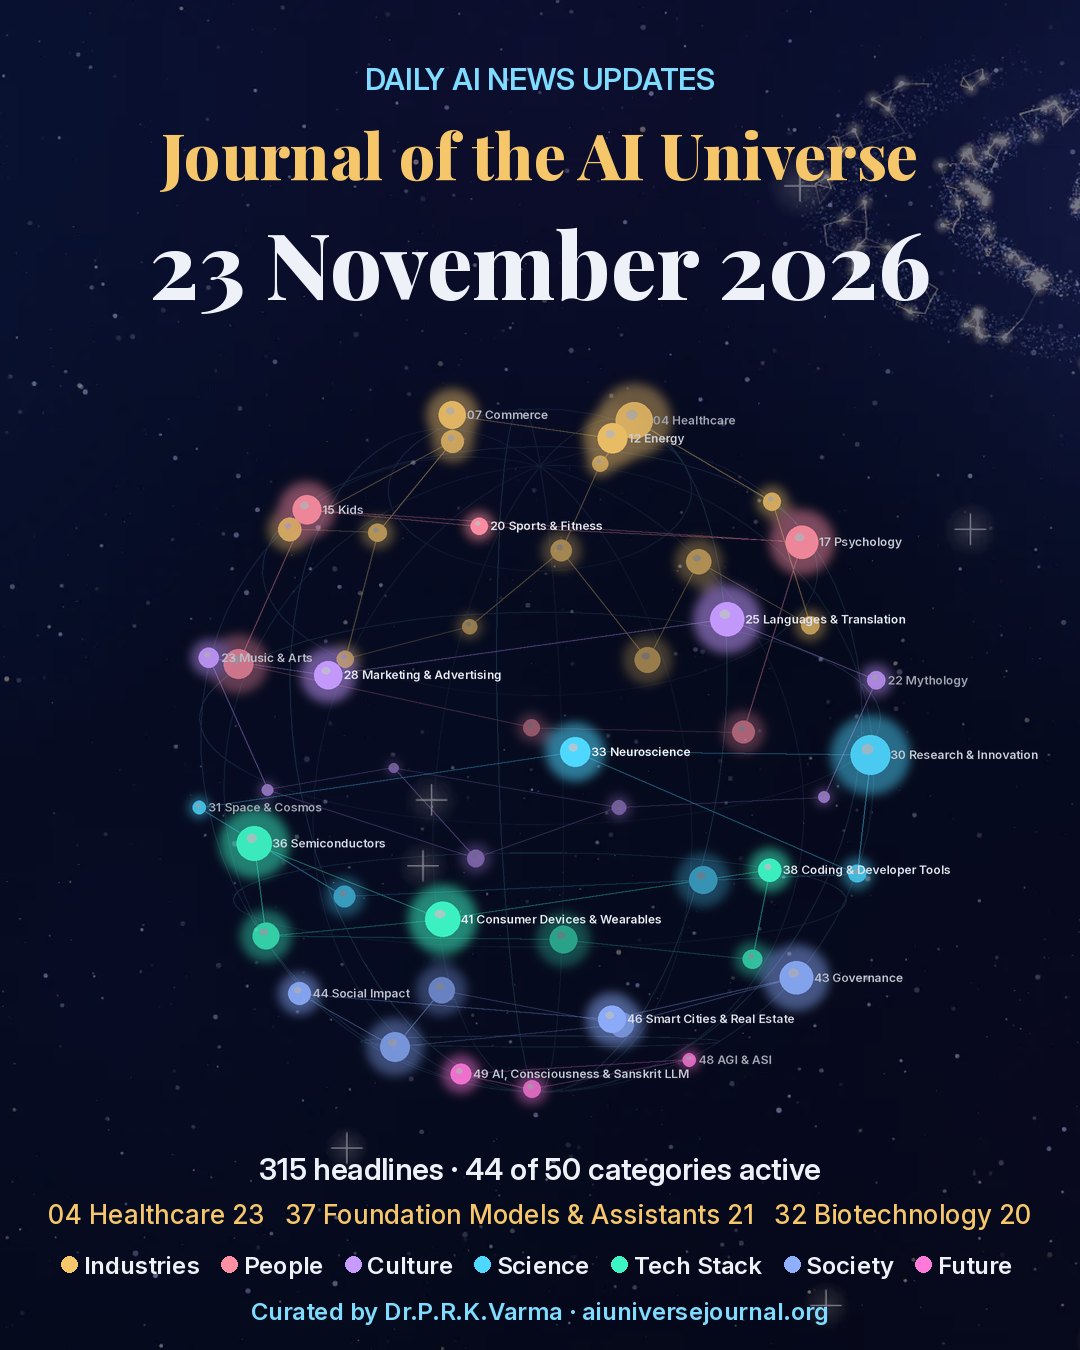 DAILY AI NEWS UPDATES
Journal of the AI Universe
23 November 2026
07 Commerce
04 Healthcare
12 Energy
15 Kids
20 Sports & Fitness
17 Psychology
25 Languages & Translation
23 Music & Arts
28 Marketing & Advertising
22 Mythology
33 Neuroscience
30 Research & Innovation
31 Space & Cosmos
36 Semiconductors
38 Coding & Developer Tools
41 Consumer Devices & Wearables
43 Governance
44 Social Impact
46 Smart Cities & Real Estate
48 AGI & ASI
49 AI, Consciousness & Sanskrit LLM
315 headlines · 44 of 50 categories active
04 Healthcare 23 37 Foundation Models & Assistants 21 32 Biotechnology 20
Industries People Culture Science Tech Stack Society Future
Curated by Dr.P.R.K.Varma · aiuniversejournal.org